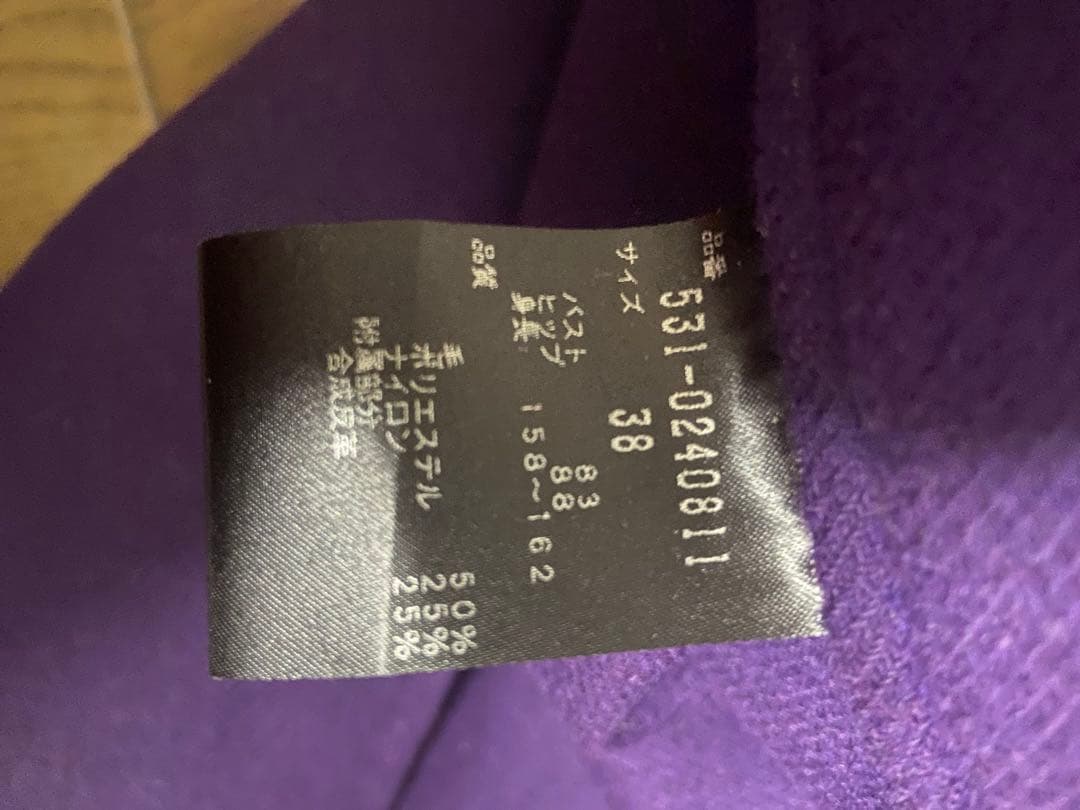 品番 531-0240811
サイズ 38
バスト 83
ヒップ 88
身長 158~162
品質
毛 50%
ポリエステル 25%
ナイロン 25%
附属部分
合成皮革